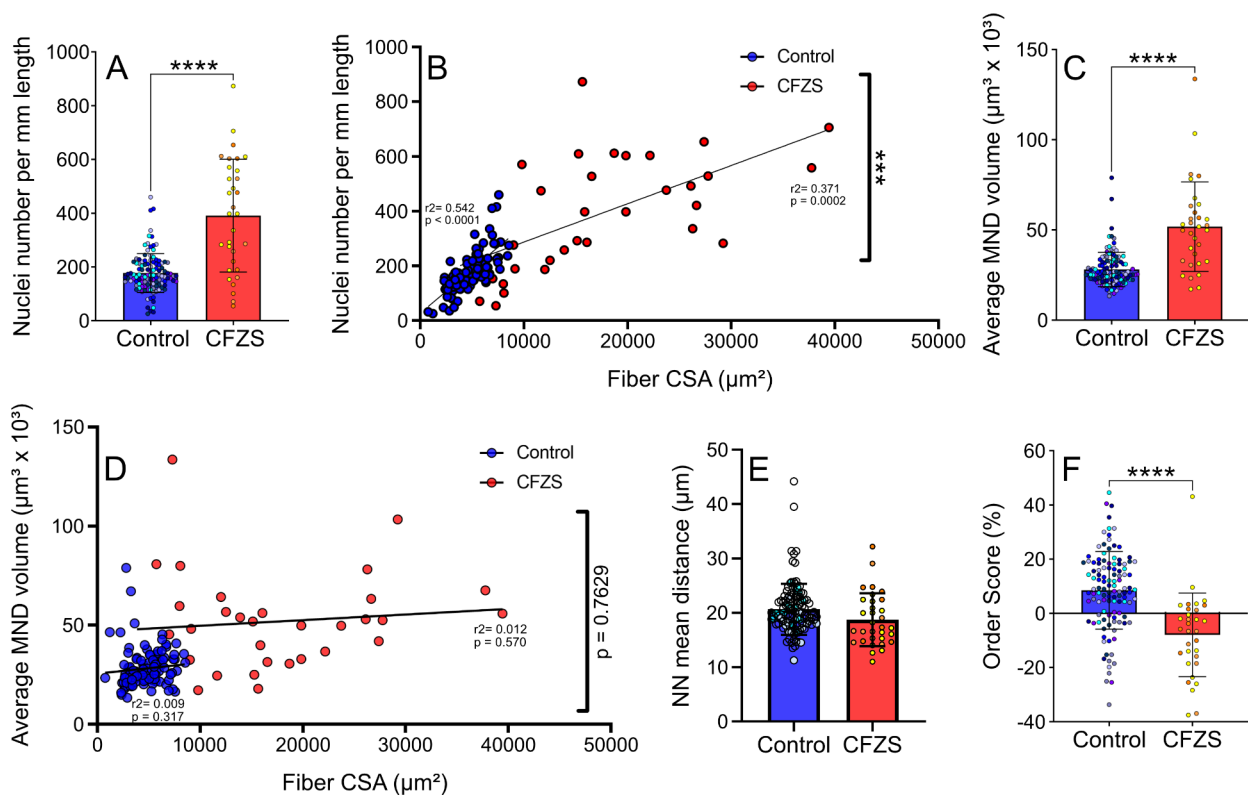 A
Nuclei number per mm length
1000
800
600
400
200
0
****
Control
CFZS
B
Nuclei number per mm length
1000
800
600
400
200
0
Control
CFZS
r2= 0.542
p < 0.0001
r2= 0.371
p = 0.0002
***
0
10000
20000
30000
40000
50000
Fiber CSA (µm²)
C
Average MND volume (µm³ x 10³)
150
100
50
0
****
Control
CFZS
D
Average MND volume (µm³ x 10³)
150
100
50
0
Control
CFZS
r2= 0.009
p = 0.317
r2= 0.012
p = 0.570
p = 0.7629
0
10000
20000
30000
40000
50000
Fiber CSA (µm²)
E
NN mean distance (µm)
50
40
30
20
10
0
Control
CFZS
F
Order Score (%)
60
40
20
0
-20
-40
****
Control
CFZS